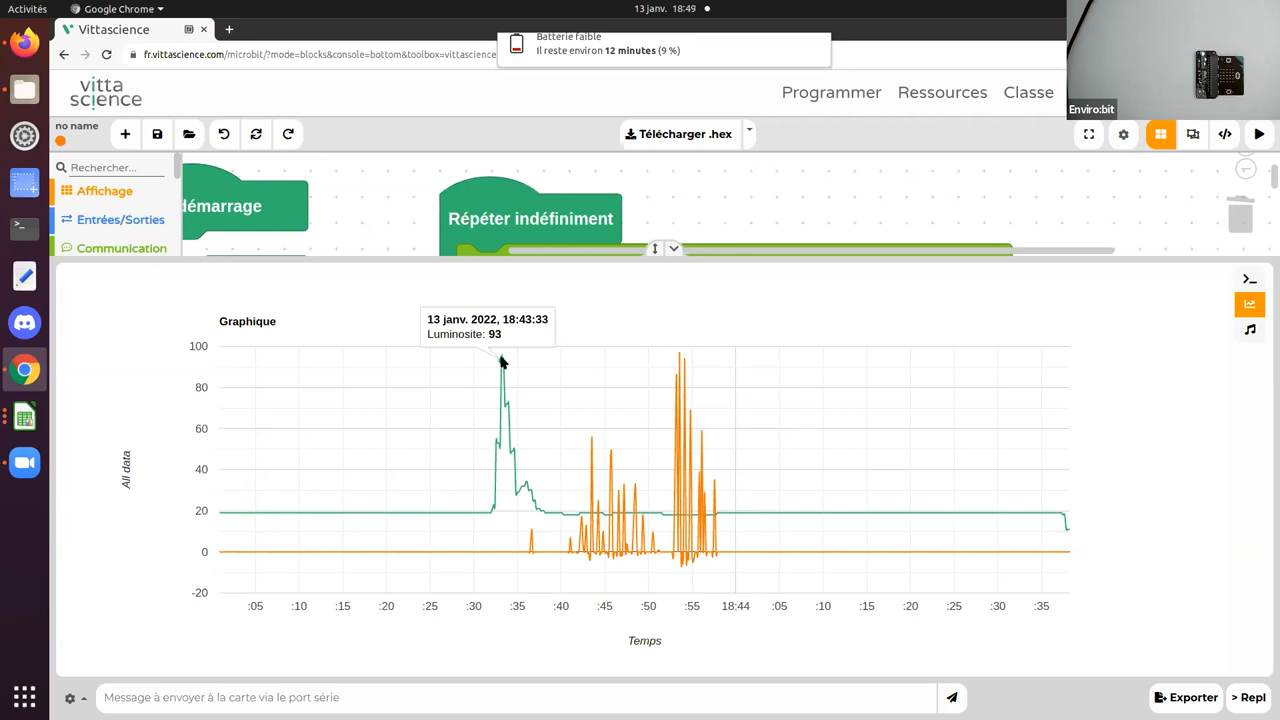 Activités
Google Chrome
13 janv. 18:49
Vittascience
Batterie faible
Il reste environ 12 minutes (9 %)
fr.vittascience.com/microbit/?mode=blocks&console=bottom&toolbox=vittascience
vitta
science
Programmer
Ressources
Classe
Enviro:bit
no name
Télécharger .hex
Rechercher...
Affichage
Entrées/Sorties
Communication
démarrage
Répéter indéfiniment
Graphique
13 janv. 2022, 18:43:33
Luminosite: 93
100
80
60
40
20
0
-20
All data
:05
:10
:15
:20
:25
:30
:35
:40
:45
:50
:55
18:44
:05
:10
:15
:20
:25
:30
:35
Temps
Message à envoyer à la carte via le port série
Exporter
> Repl